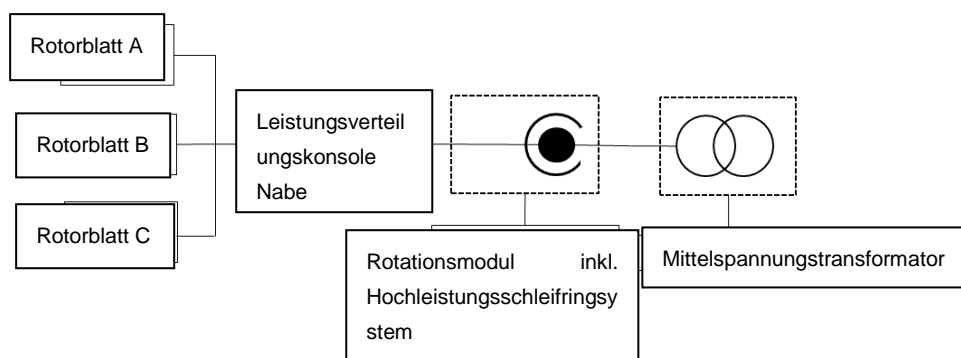 Rotorblatt A
Rotorblatt B
Rotorblatt C
Leistungsverteil
ungskonsole
Nabe
Rotationsmodul inkl.
Hochleistungsschleifringsy
stem
Mittelspannungstransformator